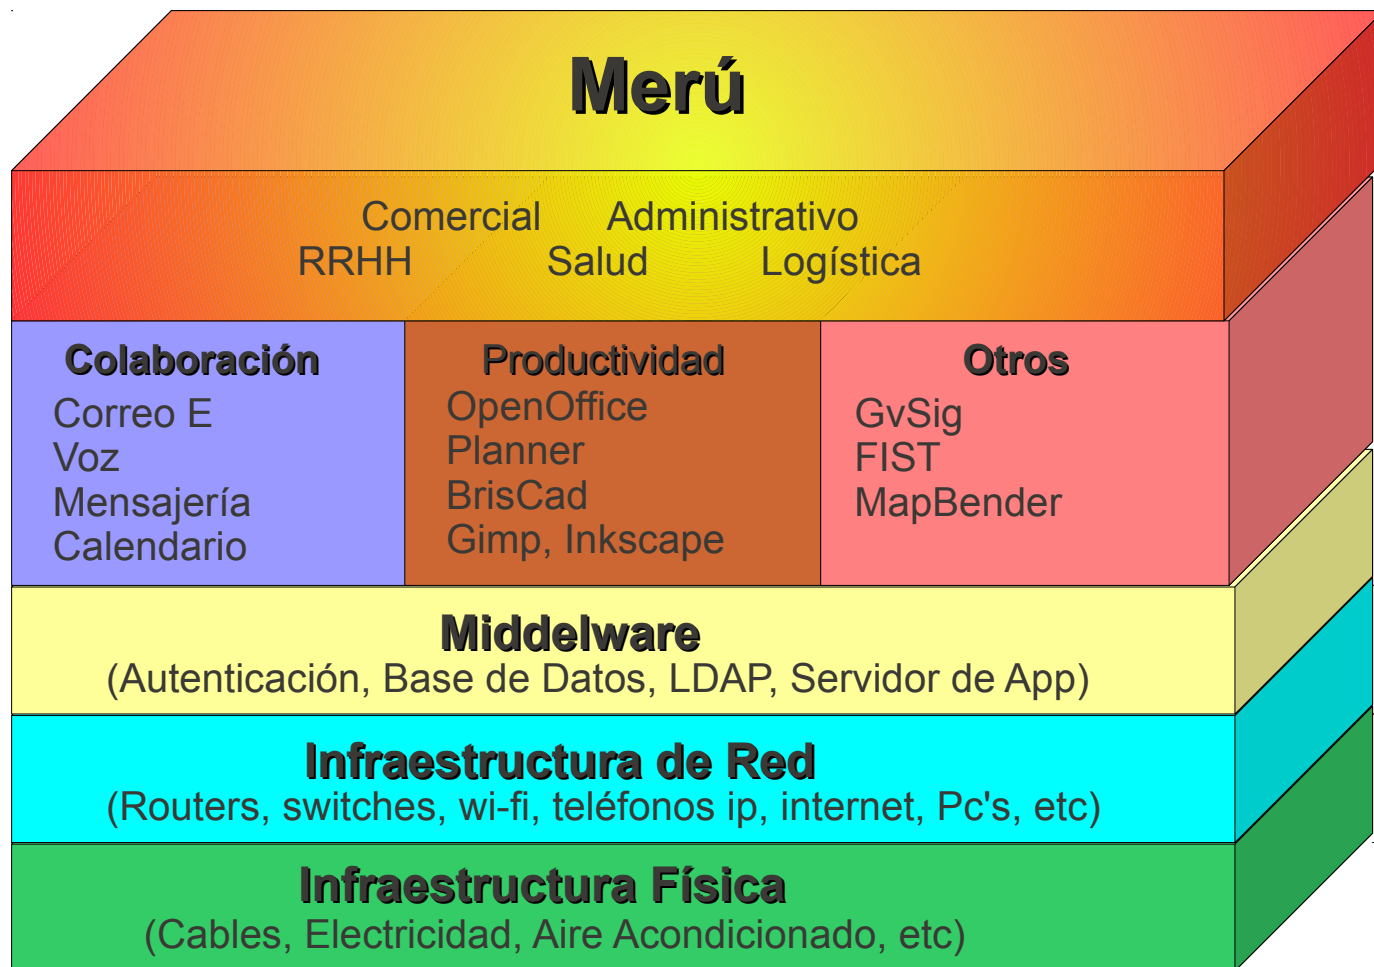 Merú
Comercial Administrativo
RRHH Salud Logística
Colaboración
Correo E
Voz
Mensajería
Calendario
Productividad
OpenOffice
Planner
BrisCad
Gimp, Inkscape
Otros
GvSig
FIST
MapBender
Middelware
(Autenticación, Base de Datos, LDAP, Servidor de App)
Infraestructura de Red
(Routers, switches, wi-fi, teléfonos ip, internet, Pc's, etc)
Infraestructura Física
(Cables, Electricidad, Aire Acondicionado, etc)